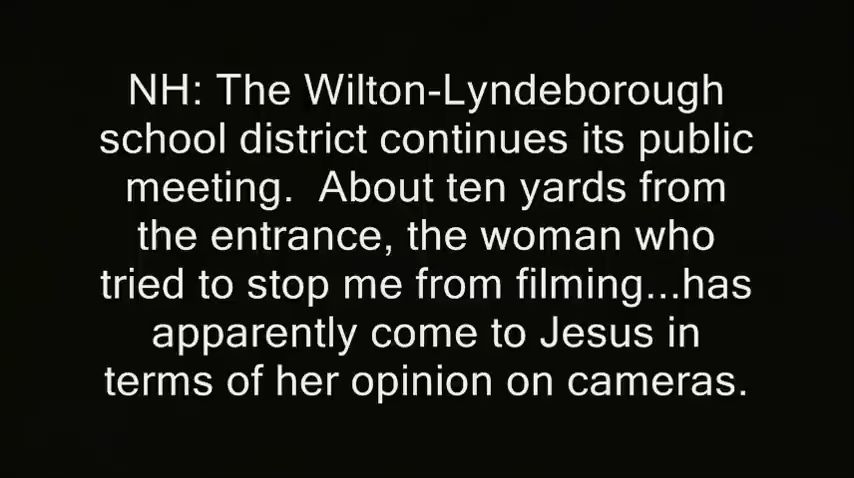 NH: The Wilton-Lyndeborough
school district continues its public
meeting.  About ten yards from
the entrance, the woman who
tried to stop me from filming...has
apparently come to Jesus in
terms of her opinion on cameras.